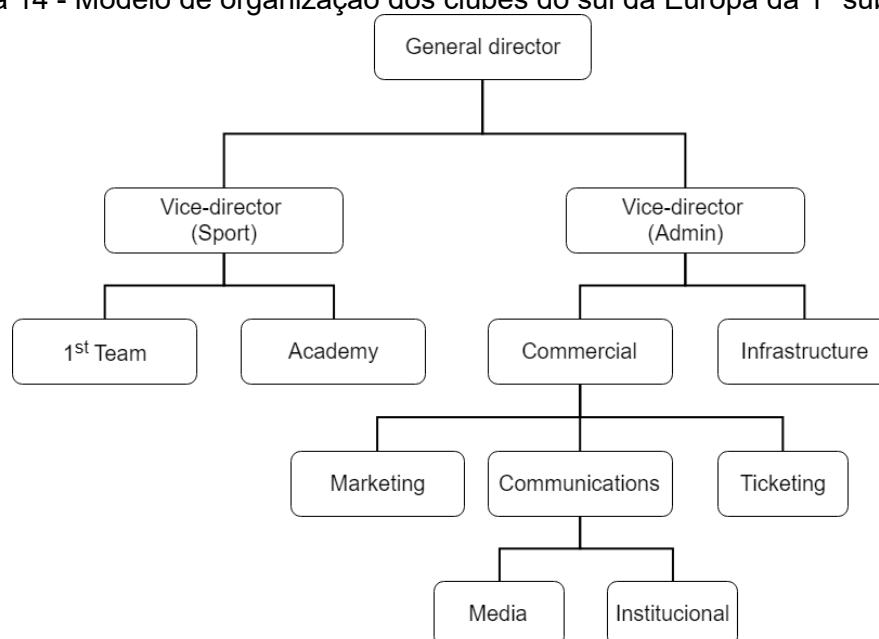 14 - Modelo de organização dos clubes do sul da Europa da 1ª
General director
Vice-director
(Sport)
Vice-director
(Admin)
1st Team
Academy
Commercial
Infrastructure
Marketing
Communications
Ticketing
Media
Institucional